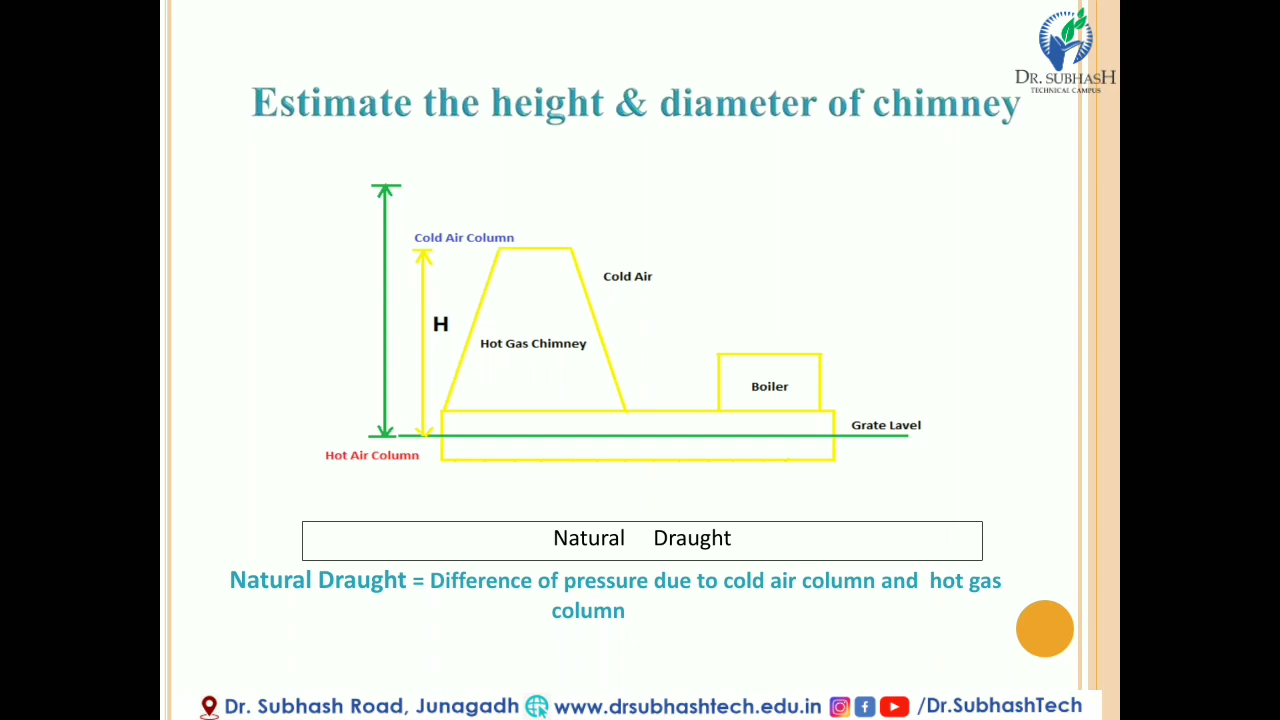 DR. SUBHASH
TECHNICAL CAMPUS
Estimate the height & diameter of chimney
Cold Air Column
Cold Air
H
Hot Gas Chimney
Boiler
Grate Lavel
Hot Air Column
Natural Draught
Natural Draught = Difference of pressure due to cold air column and hot gas
column
Dr. Subhash Road, Junagadh www.drsubhashtech.edu.in /Dr.SubhashTech